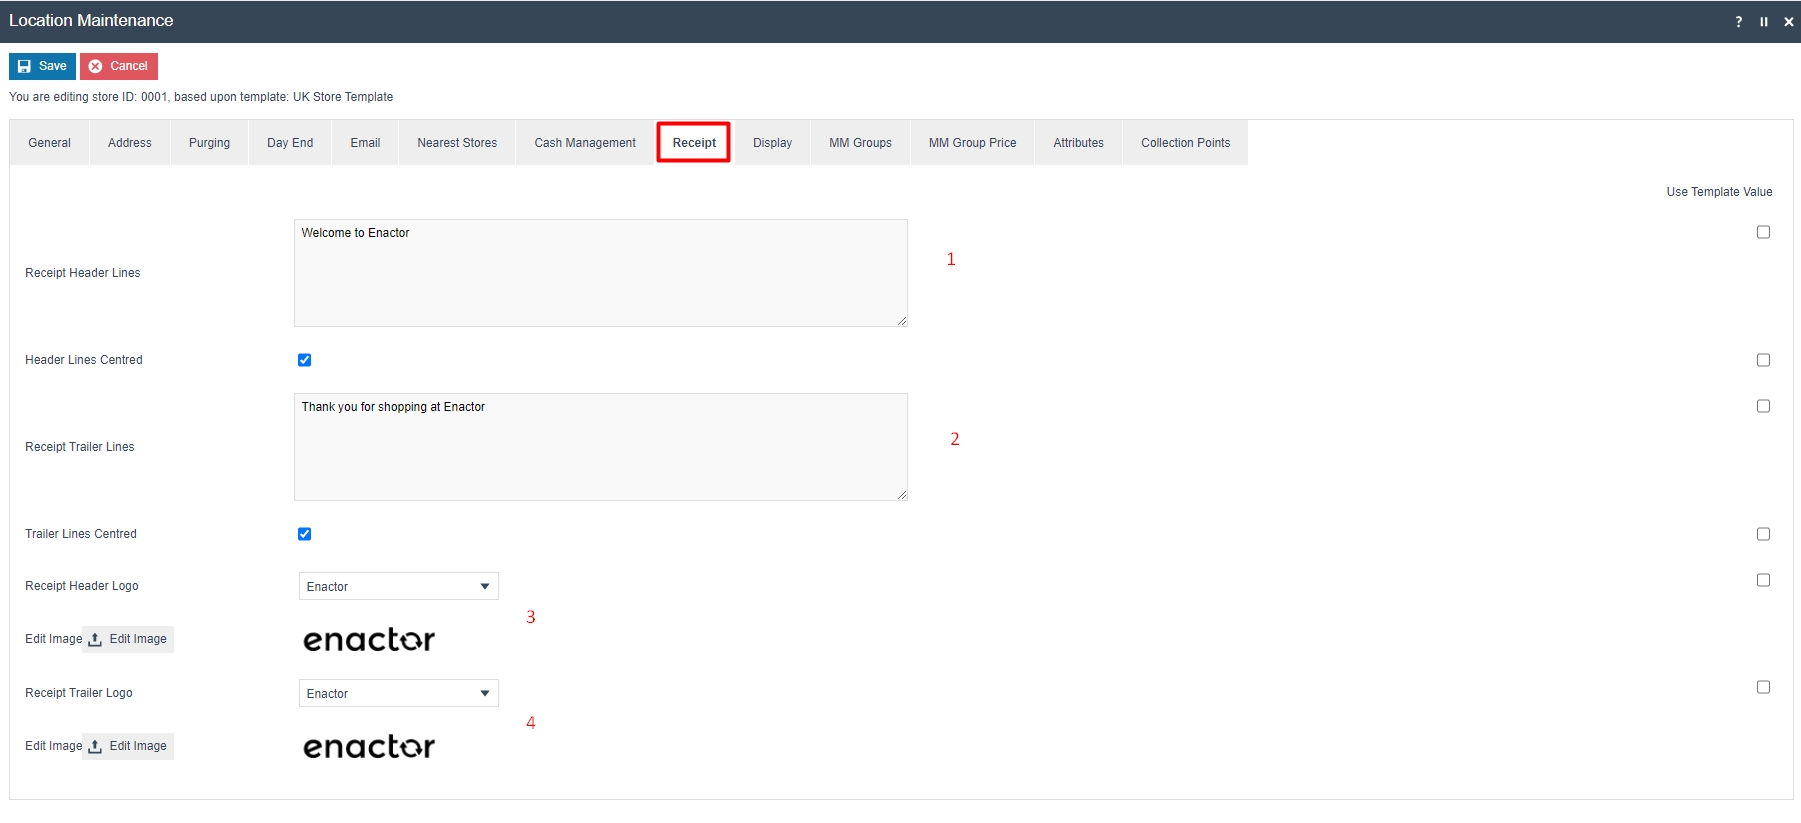 Location Maintenance
?
Save Cancel
You are editing store ID: 0001, based upon template: UK Store Template
General Address Purging Day End Email Nearest Stores Cash Management Receipt Display MM Groups MM Group Price Attributes Collection Points
Use Template Value
Welcome to Enactor
1
Receipt Header Lines
Header Lines Centred
Thank you for shopping at Enactor
2
Receipt Trailer Lines
Trailer Lines Centred
Receipt Header Logo Enactor
3
Edit Image Edit Image enactor
Receipt Trailer Logo Enactor
4
Edit Image Edit Image enactor